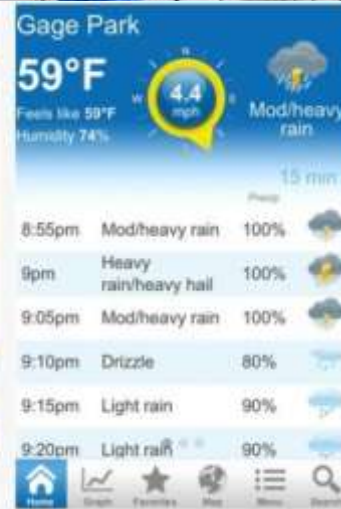 Gage Park
59°F
Feels like 59°F
Humidity 74%
N
W
E
S
4.4
mph
Mod/heavy
rain
15 min
Precip
8:55pm Mod/heavy rain 100%
9pm Heavy rain/heavy hail 100%
9:05pm Mod/heavy rain 100%
9:10pm Drizzle 80%
9:15pm Light rain 90%
9:20pm Light rain 90%
Home Graph Favorites Map Menu Search